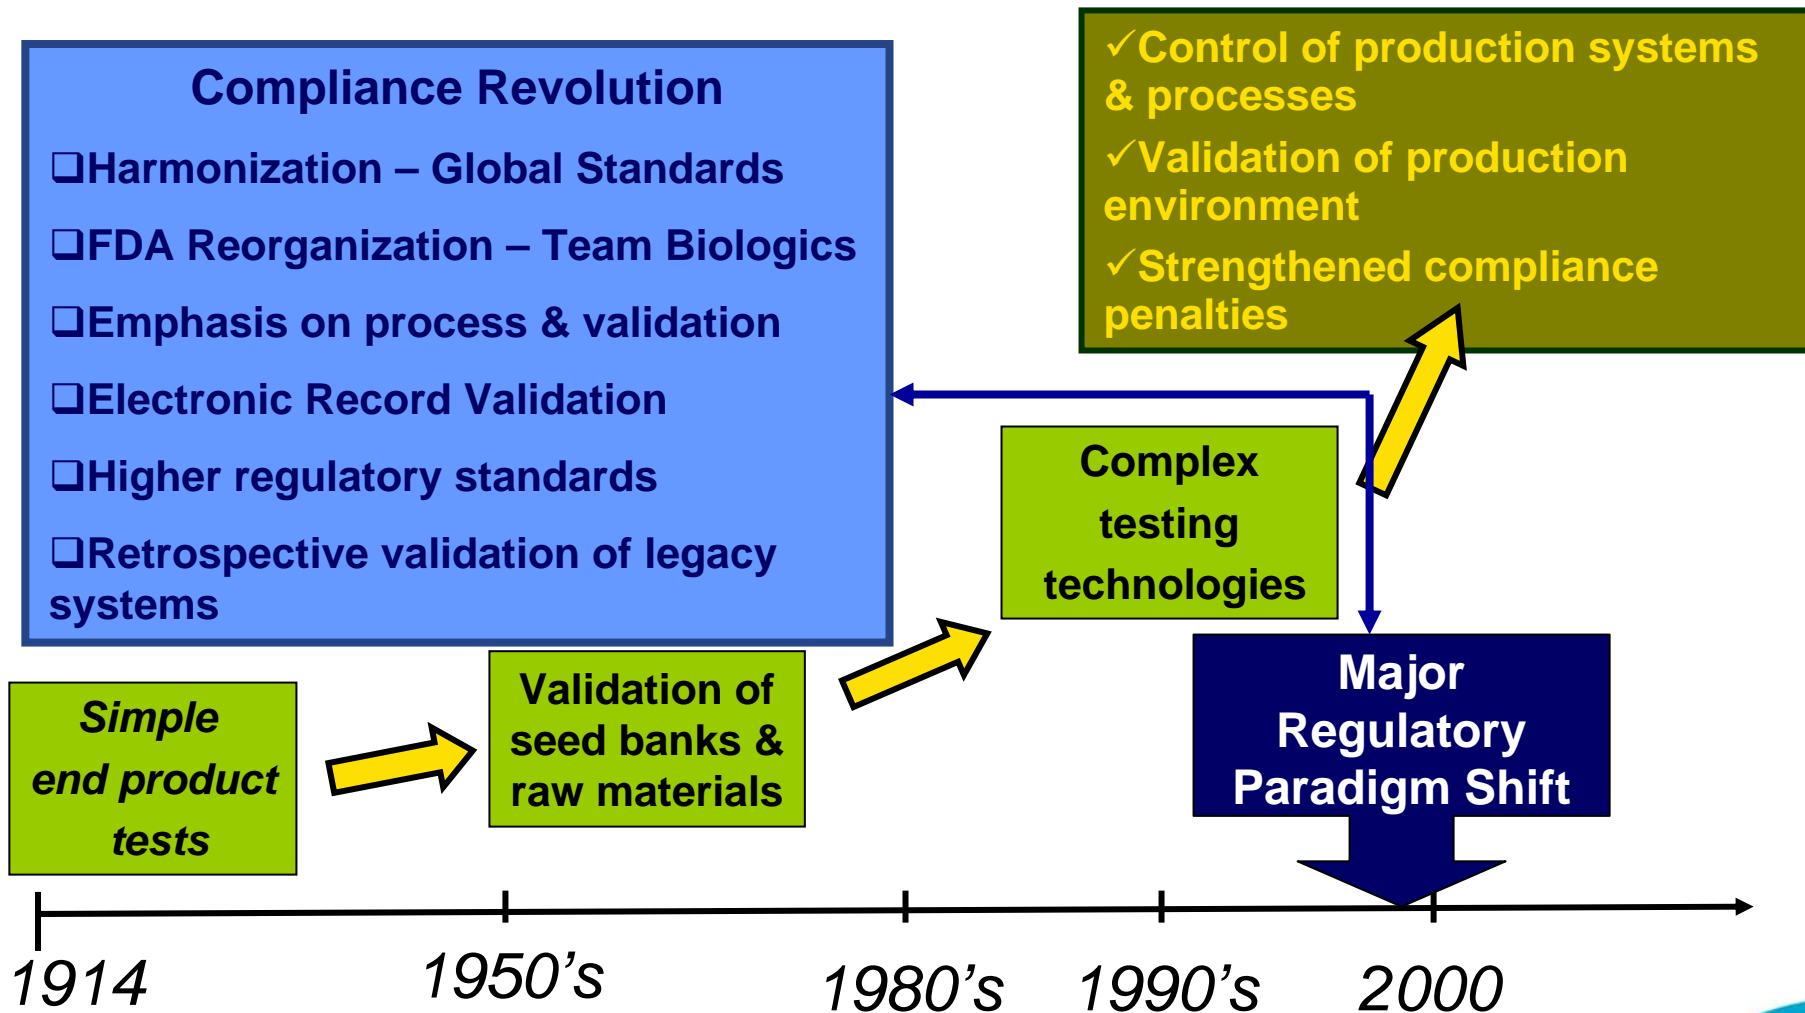 Compliance Revolution
❑Harmonization – Global Standards
❑FDA Reorganization – Team Biologics
❑Emphasis on process & validation
❑Electronic Record Validation
❑Higher regulatory standards
❑Retrospective validation of legacy
systems
✓Control of production systems
& processes
✓Validation of production
environment
✓Strengthened compliance
penalties
Complex
testing
technologies
Simple
end product
tests
Validation of
seed banks &
raw materials
Major
Regulatory
Paradigm Shift
1914
1950’s
1980’s
1990’s
2000